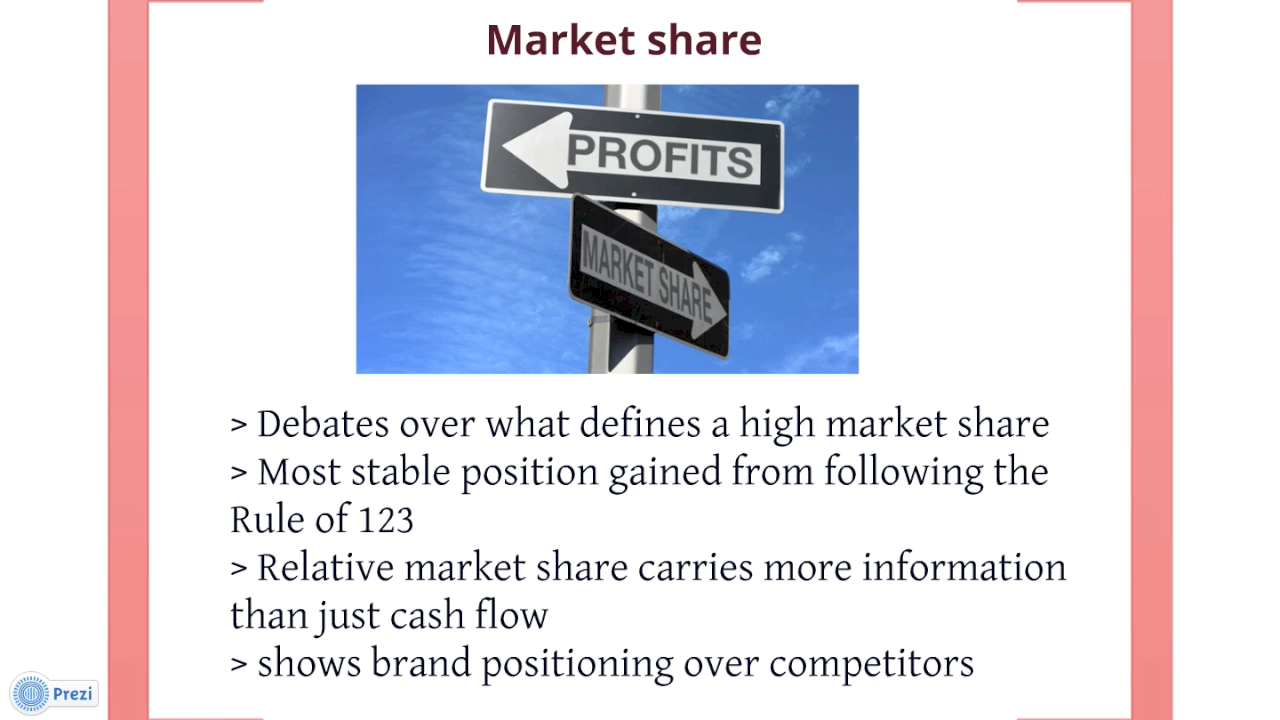 Market share
PROFITS
MARKET SHARE
> Debates over what defines a high market share
> Most stable position gained from following the
Rule of 123
> Relative market share carries more information
than just cash flow
> shows brand positioning over competitors
Prezi